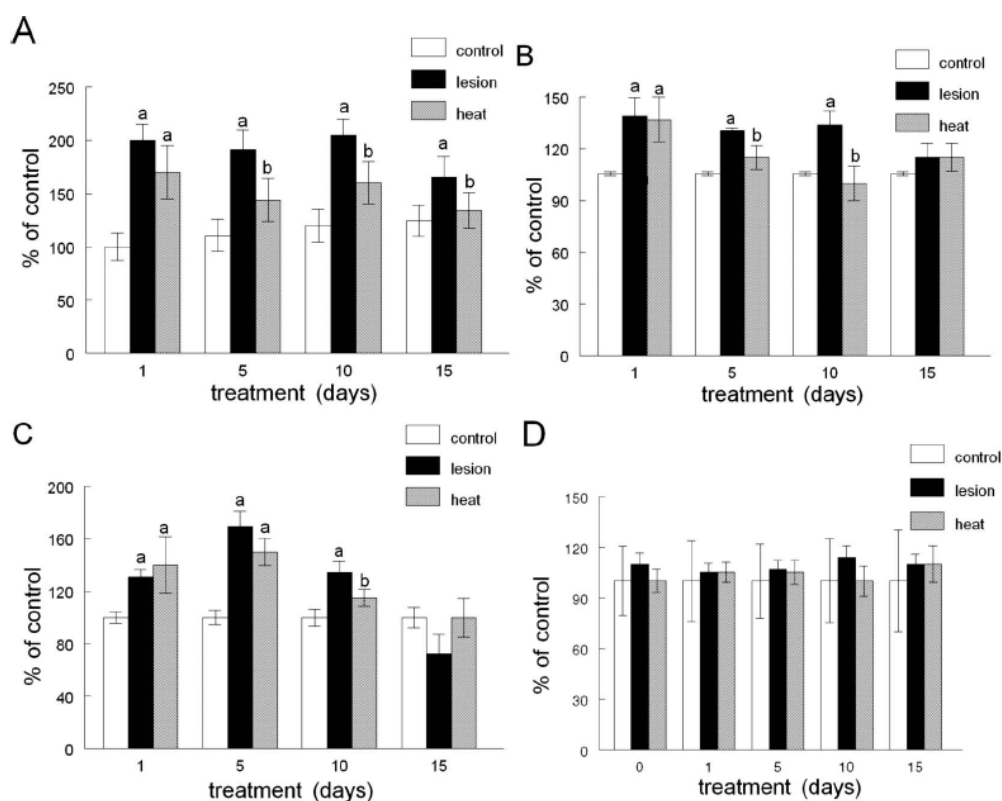 A
control
lesion
heat
250
200
150
100
50
0
a
a
a
b
a
b
a
b
1
5
10
15
% of control
treatment (days)
B
control
lesion
heat
150
120
90
60
30
0
a
a
a
b
a
b
1
5
10
15
% of control
treatment (days)
C
control
lesion
heat
200
160
120
80
40
0
a
a
a
a
a
b
1
5
10
15
% of control
treatment (days)
D
control
lesion
heat
150
120
90
60
30
0
0
1
5
10
15
% of control
treatment (days)